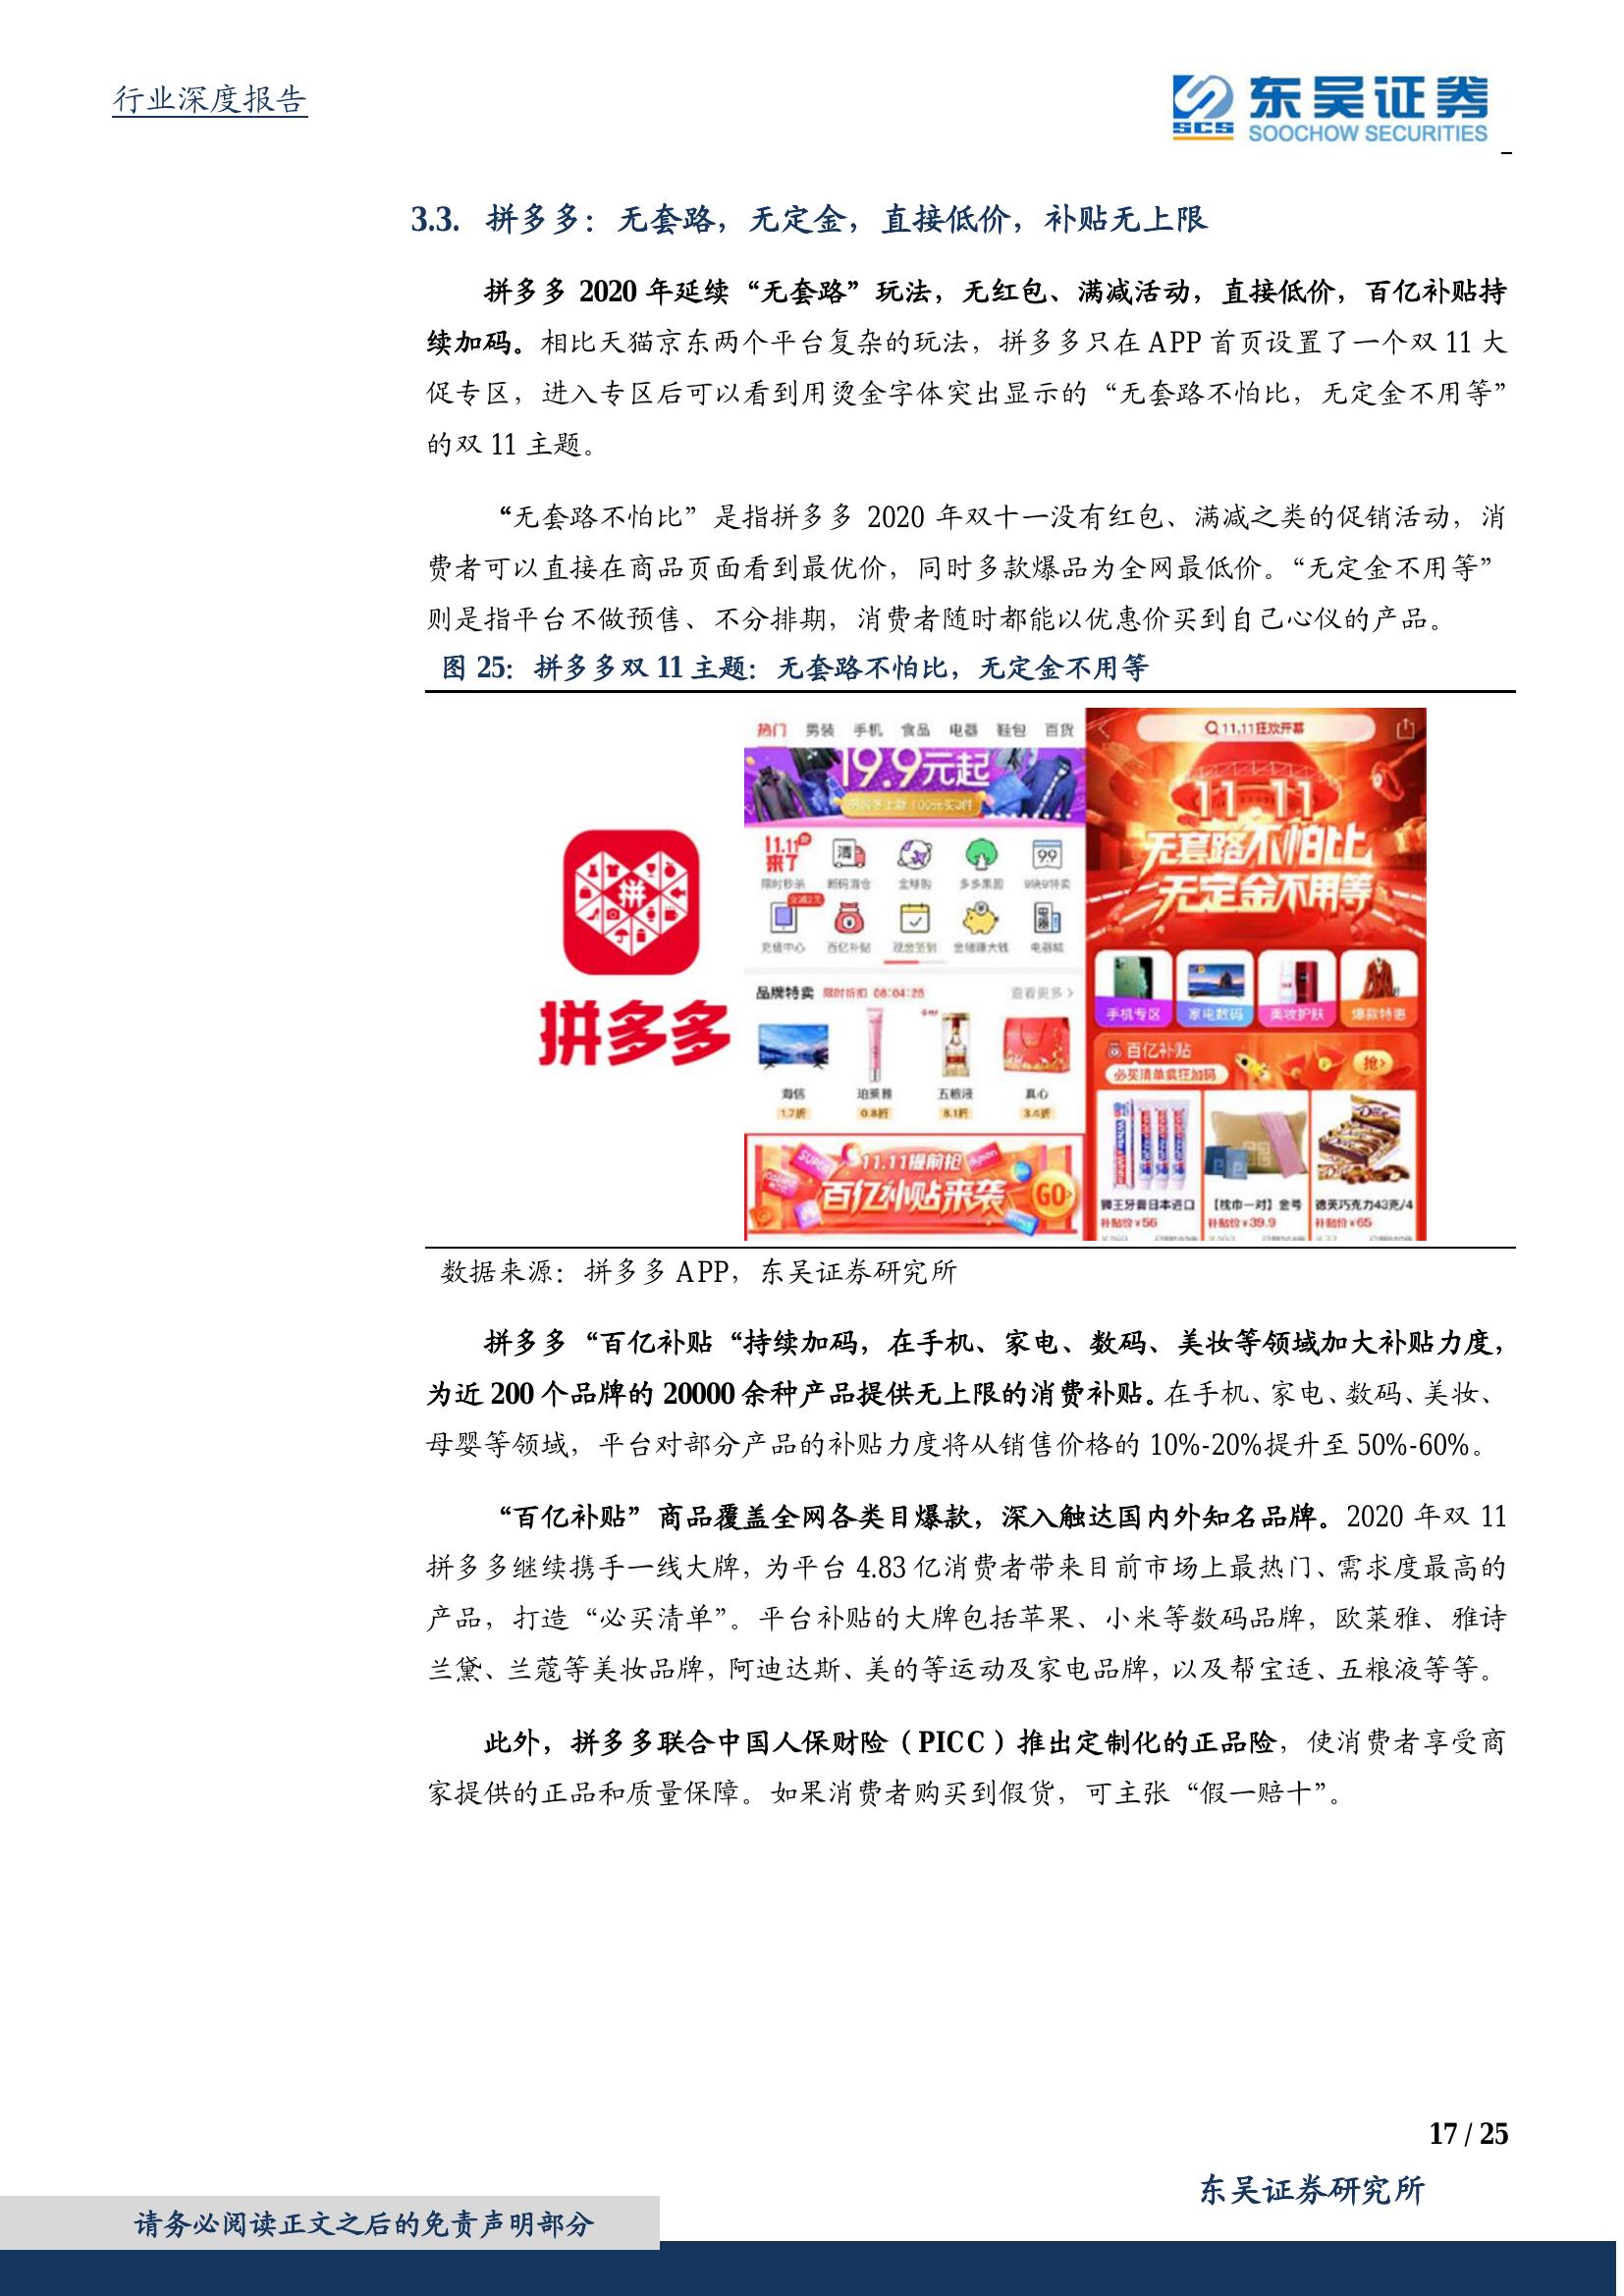 行业深度报告
SCS
东吴证券
SOOCHOW SECURITIES
3.3. 拼多多：无套路，无定金，直接低价，补贴无上限
拼多多 2020 年延续“无套路”玩法，无红包、满减活动，直接低价，百亿补贴持
续加码。相比天猫京东两个平台复杂的玩法，拼多多只在 APP 首页设置了一个双 11 大
促专区，进入专区后可以看到用烫金字体突出显示的“无套路不怕比，无定金不用等”
的双 11 主题。
“无套路不怕比”是指拼多多 2020 年双十一没有红包、满减之类的促销活动，消
费者可以直接在商品页面看到最优价，同时多款爆品为全网最低价。“无定金不用等”
则是指平台不做预售、不分排期，消费者随时都能以优惠价买到自己心仪的产品。
图 25：拼多多双 11 主题：无套路不怕比，无定金不用等
拼
拼多多
热门 男装 手机 食品 电器 鞋包 百货
19.9元起
11.11来了 清 99
限时秒杀 断码清仓 全球购 多多果园 9块9特卖
充值中心 百亿补贴 现金签到 金猪赚大钱 电器城
品牌特卖 限时折扣 08:04:28 查看更多 >
海信 珀莱雅 五粮液 真心
1.7折 0.8折 8.1折 3.4折
11.11提前抢
百亿补贴来袭 GO>
11.11狂欢开幕
11.11
无套路不怕比
无定金不用等
手机专区 家电数码 美妆护肤 爆款特惠
百亿补贴
必买清单疯狂加码 抢>
狮王牙膏日本进口 【枕巾一对】金号 德芙巧克力43克/4
补贴价¥56 补贴价¥39.9 补贴价¥65
数据来源：拼多多 APP，东吴证券研究所
拼多多“百亿补贴“持续加码，在手机、家电、数码、美妆等领域加大补贴力度，
为近 200 个品牌的 20000 余种产品提供无上限的消费补贴。在手机、家电、数码、美妆、
母婴等领域，平台对部分产品的补贴力度将从销售价格的 10%-20%提升至 50%-60%。
“百亿补贴”商品覆盖全网各类目爆款，深入触达国内外知名品牌。2020 年双 11
拼多多继续携手一线大牌，为平台 4.83 亿消费者带来目前市场上最热门、需求度最高的
产品，打造“必买清单”。平台补贴的大牌包括苹果、小米等数码品牌，欧莱雅、雅诗
兰黛、兰蔻等美妆品牌，阿迪达斯、美的等运动及家电品牌，以及帮宝适、五粮液等等。
此外，拼多多联合中国人保财险（PICC）推出定制化的正品险，使消费者享受商
家提供的正品和质量保障。如果消费者购买到假货，可主张“假一赔十”。
17 / 25
东吴证券研究所
请务必阅读正文之后的免责声明部分